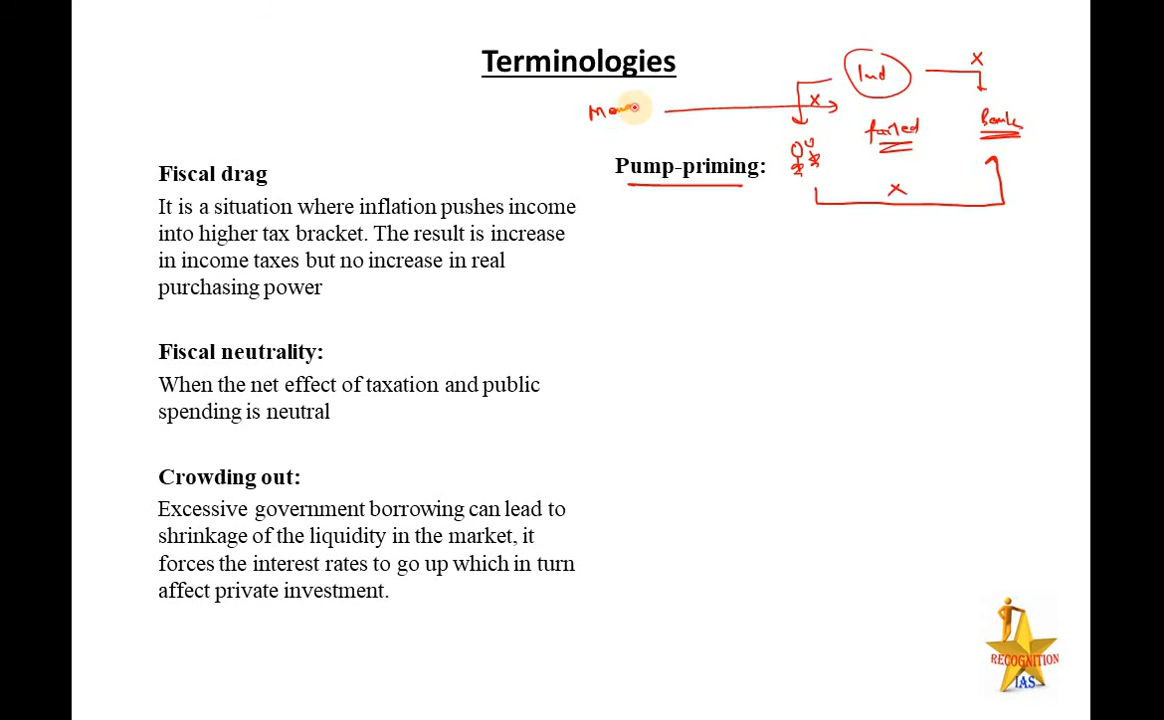 Terminologies
Ind
X
X
failed
Banks
Pump-priming:
X
Fiscal drag
It is a situation where inflation pushes income
into higher tax bracket. The result is increase
in income taxes but no increase in real
purchasing power
Fiscal neutrality:
When the net effect of taxation and public
spending is neutral
Crowding out:
Excessive government borrowing can lead to
shrinkage of the liquidity in the market, it
forces the interest rates to go up which in turn
affect private investment.
RECOGNITION
IAS